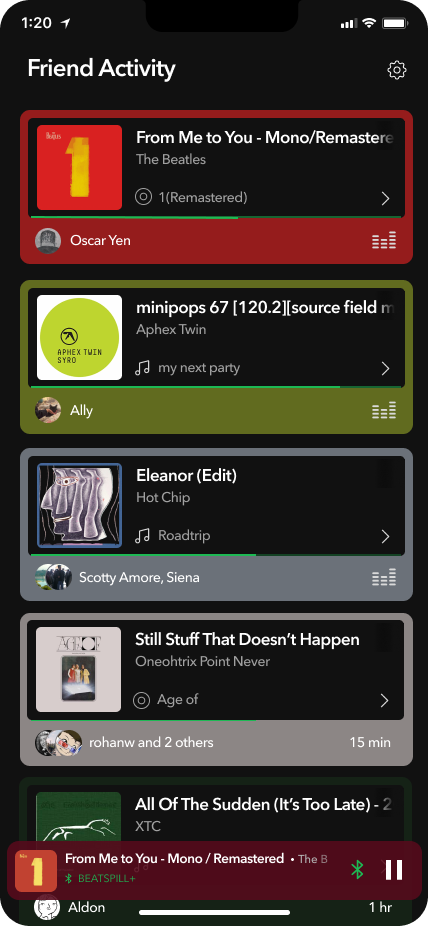 1:20
Friend Activity
From Me to You - Mono/Remastere
The Beatles
1(Remastered)
Oscar Yen
minipops 67 [120.2][source field m
Aphex Twin
APHEX TWIN
SYRO
my next party
Ally
Eleanor (Edit)
Hot Chip
Roadtrip
Scotty Amore, Siena
AGE OF
Still Stuff That Doesn’t Happen
Oneohtrix Point Never
Age of
rohanw and 2 others
15 min
All Of The Sudden (It’s Too Late) - 2
XTC
1
From Me to You - Mono / Remastered • The B
BEATSPILL+
Aldon
1 hr